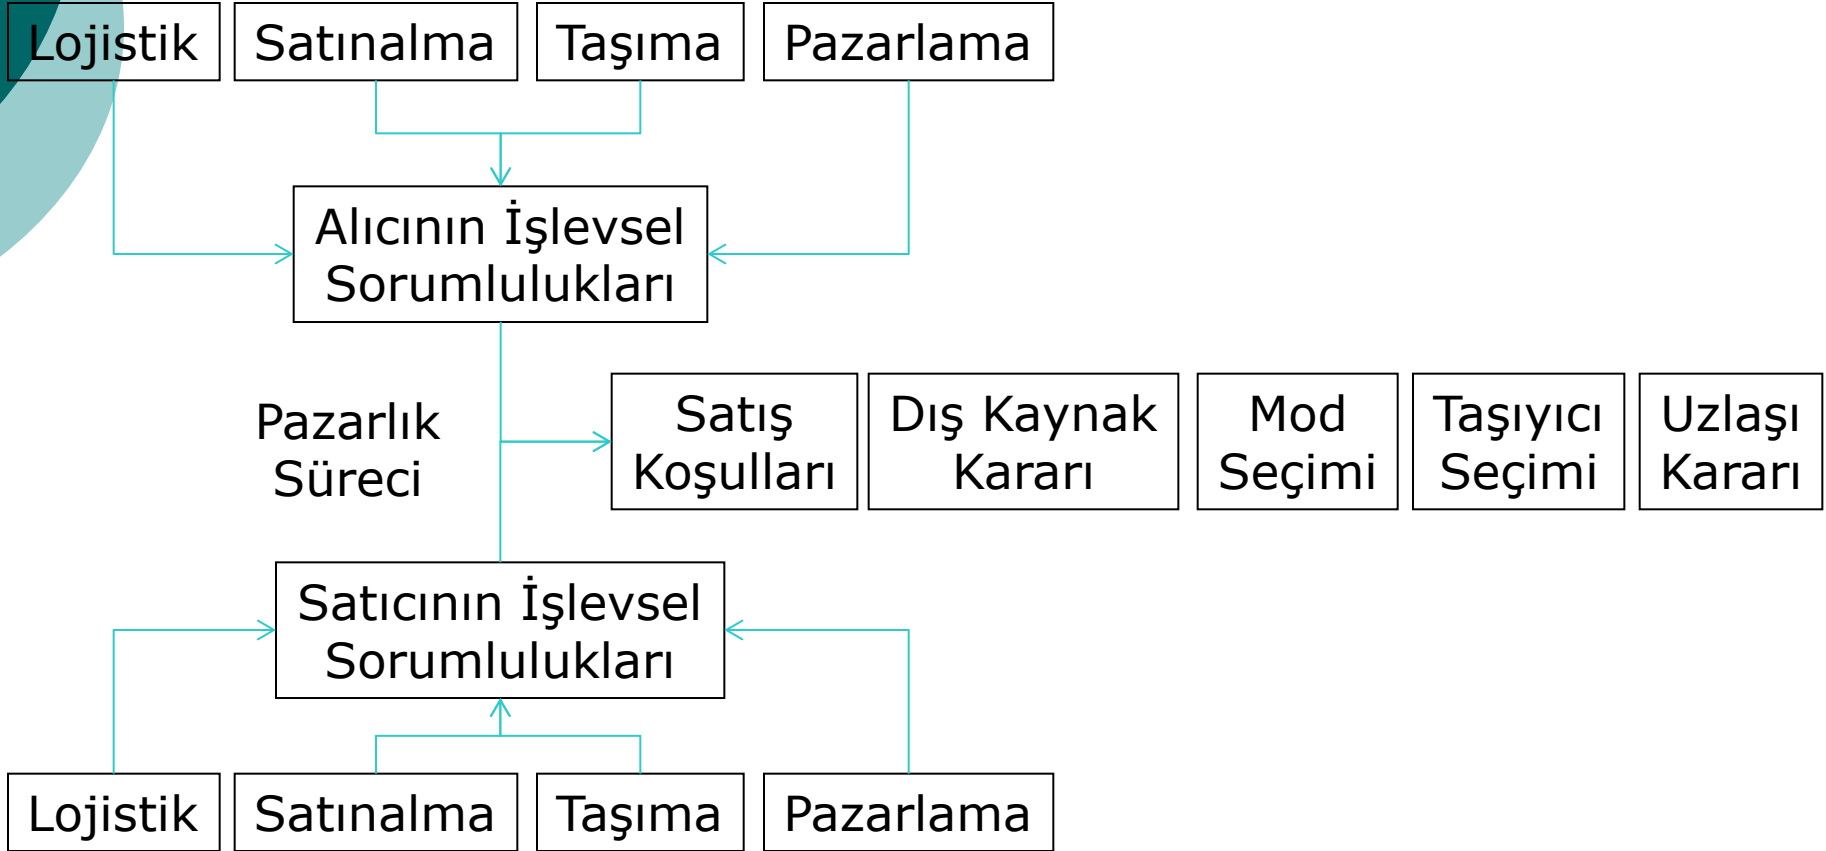 Lojistik
Satınalma
Taşıma
Pazarlama
Alıcının İşlevsel
Sorumlulukları
Pazarlık
Süreci
Satış
Koşulları
Dış Kaynak
Kararı
Mod
Seçimi
Taşıyıcı
Seçimi
Uzlaşı
Kararı
Satıcının İşlevsel
Sorumlulukları
Lojistik
Satınalma
Taşıma
Pazarlama